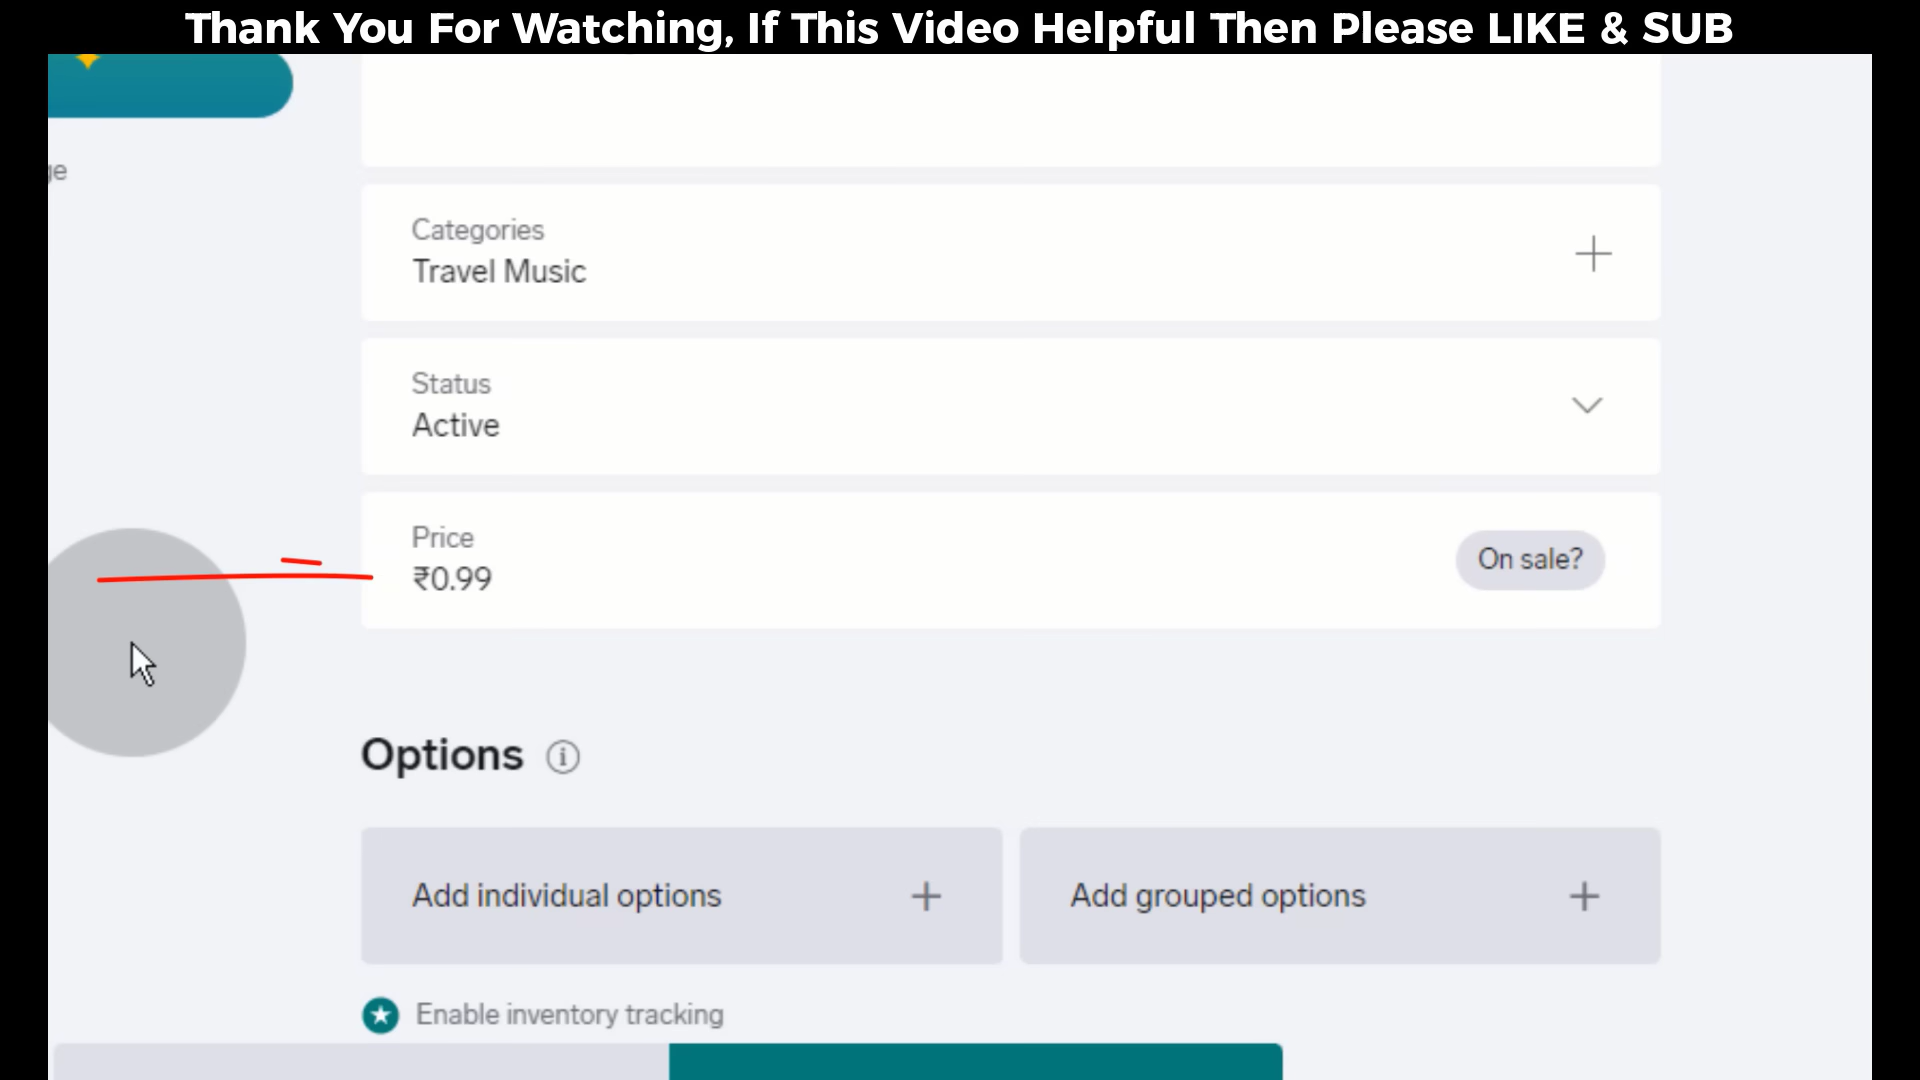 Thank You For Watching, If This Video Helpful Then Please LIKE & SUB
ge
Categories
Travel Music
Status
Active
Price
₹0.99
On sale?
Options
Add individual options
Add grouped options
Enable inventory tracking